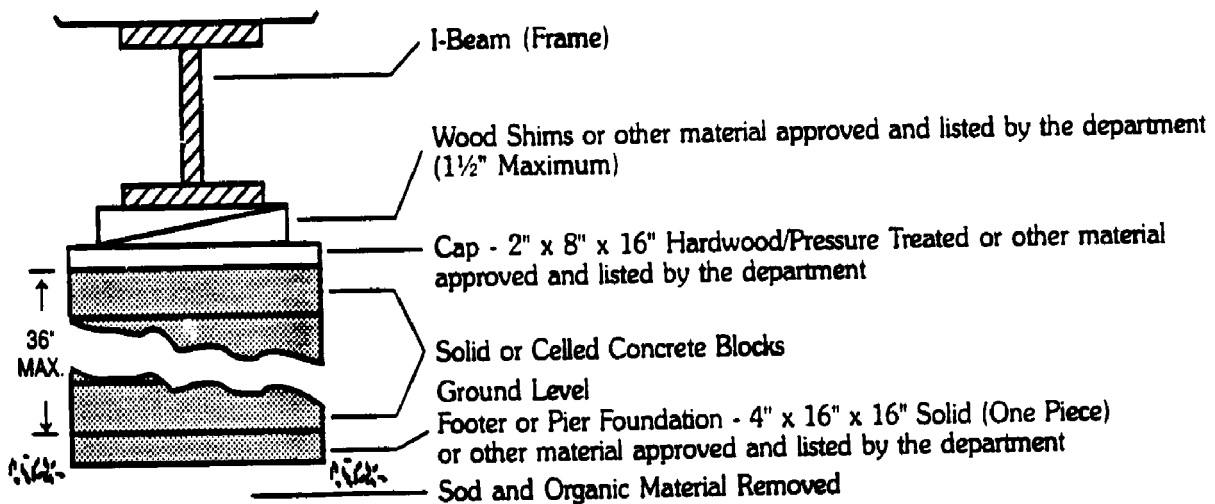 I-Beam (Frame)
Wood Shims or other material approved and listed by the department
(1½" Maximum)
Cap - 2" x 8" x 16" Hardwood/Pressure Treated or other material
approved and listed by the department
36"
MAX.
Solid or Celled Concrete Blocks
Ground Level
Footer or Pier Foundation - 4" x 16" x 16" Solid (One Piece)
or other material approved and listed by the department
Sod and Organic Material Removed